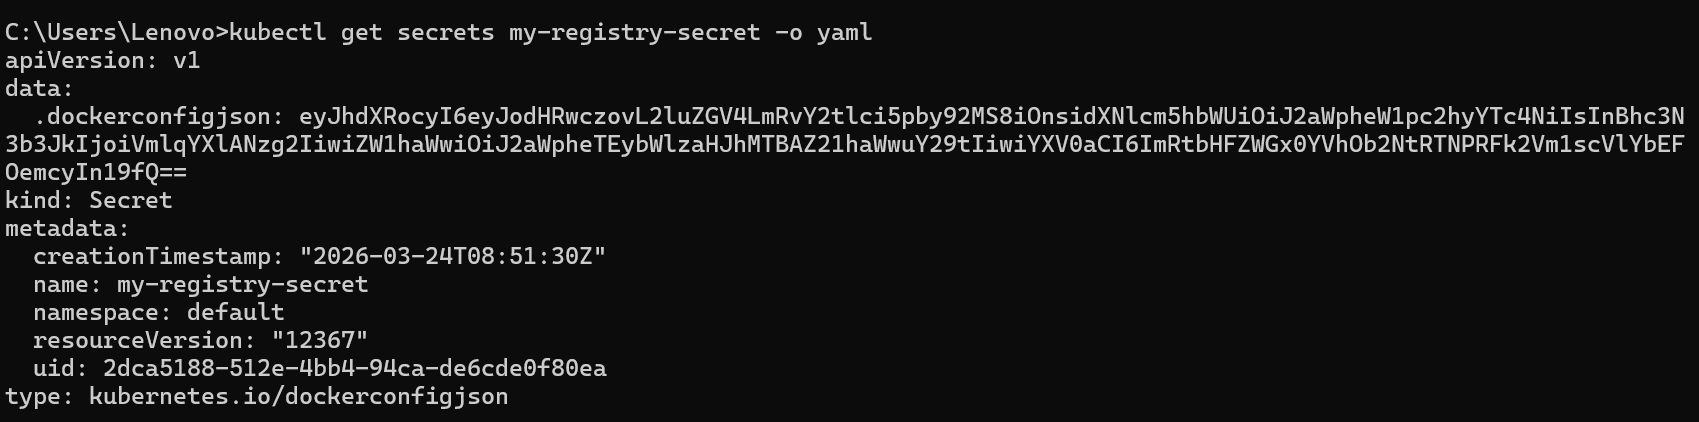 C:\Users\Lenovo>kubectl get secrets my-registry-secret -o yaml
apiVersion: v1
data:
  .dockerconfigjson: eyJhdXRocyI6eyJodHRwczovL2luZGV4LmRvY2tlci5pby92MS8iOnsidXNlcm5hbWUiOiJ2aWpheW1pc2hyYTc4NiIsInBhc3N
3b3JkIjoiVmlqYXlANzg2IiwiZW1haWwiOiJ2aWpheTEybWlzaHJhMTBAZ21haWwuY29tIiwiYXV0aCI6ImRtbHFZWGx0YVhOb2NtRTNPRFk2Vm1scVlYbEF
OemcyIn19fQ==
kind: Secret
metadata:
  creationTimestamp: "2026-03-24T08:51:30Z"
  name: my-registry-secret
  namespace: default
  resourceVersion: "12367"
  uid: 2dca5188-512e-4bb4-94ca-de6cde0f80ea
type: kubernetes.io/dockerconfigjson